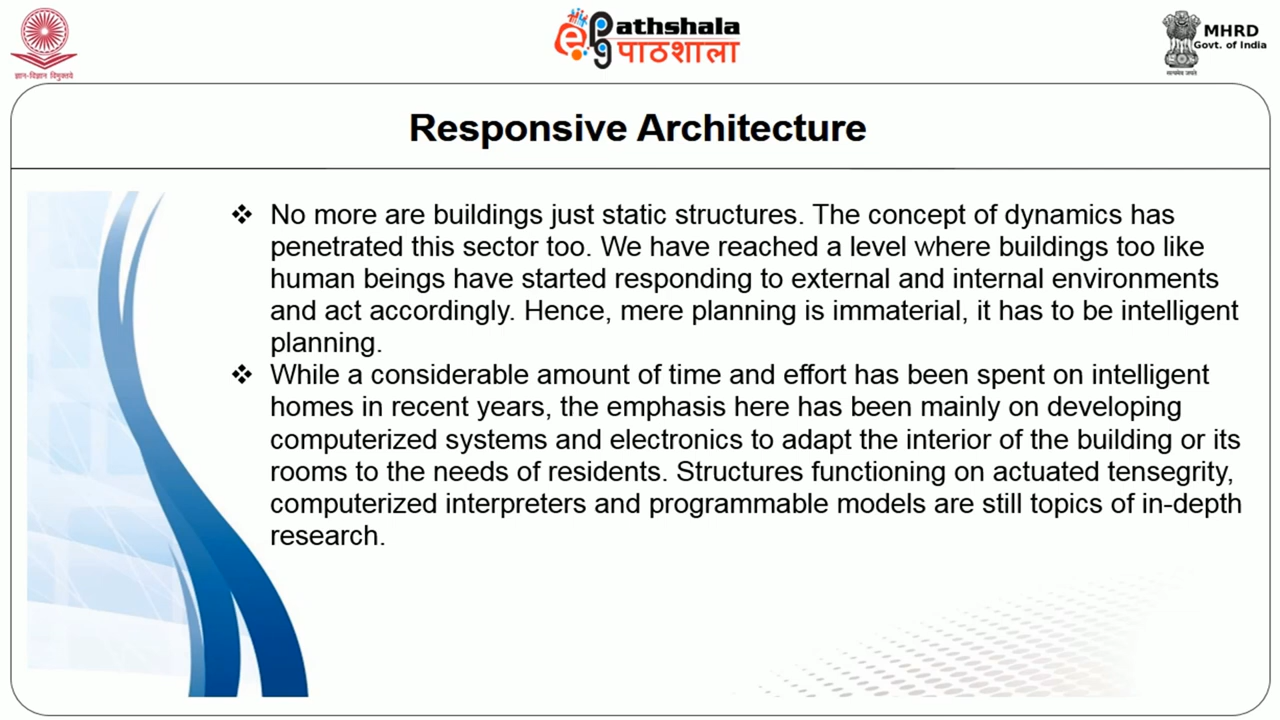 ज्ञान-विज्ञान विमुक्तये
ePathshala
पाठशाला
MHRD
Govt. of India
सत्यमेव जयते
Responsive Architecture
❖ No more are buildings just static structures. The concept of dynamics has
penetrated this sector too. We have reached a level where buildings too like
human beings have started responding to external and internal environments
and act accordingly. Hence, mere planning is immaterial, it has to be intelligent
planning.
❖ While a considerable amount of time and effort has been spent on intelligent
homes in recent years, the emphasis here has been mainly on developing
computerized systems and electronics to adapt the interior of the building or its
rooms to the needs of residents. Structures functioning on actuated tensegrity,
computerized interpreters and programmable models are still topics of in-depth
research.